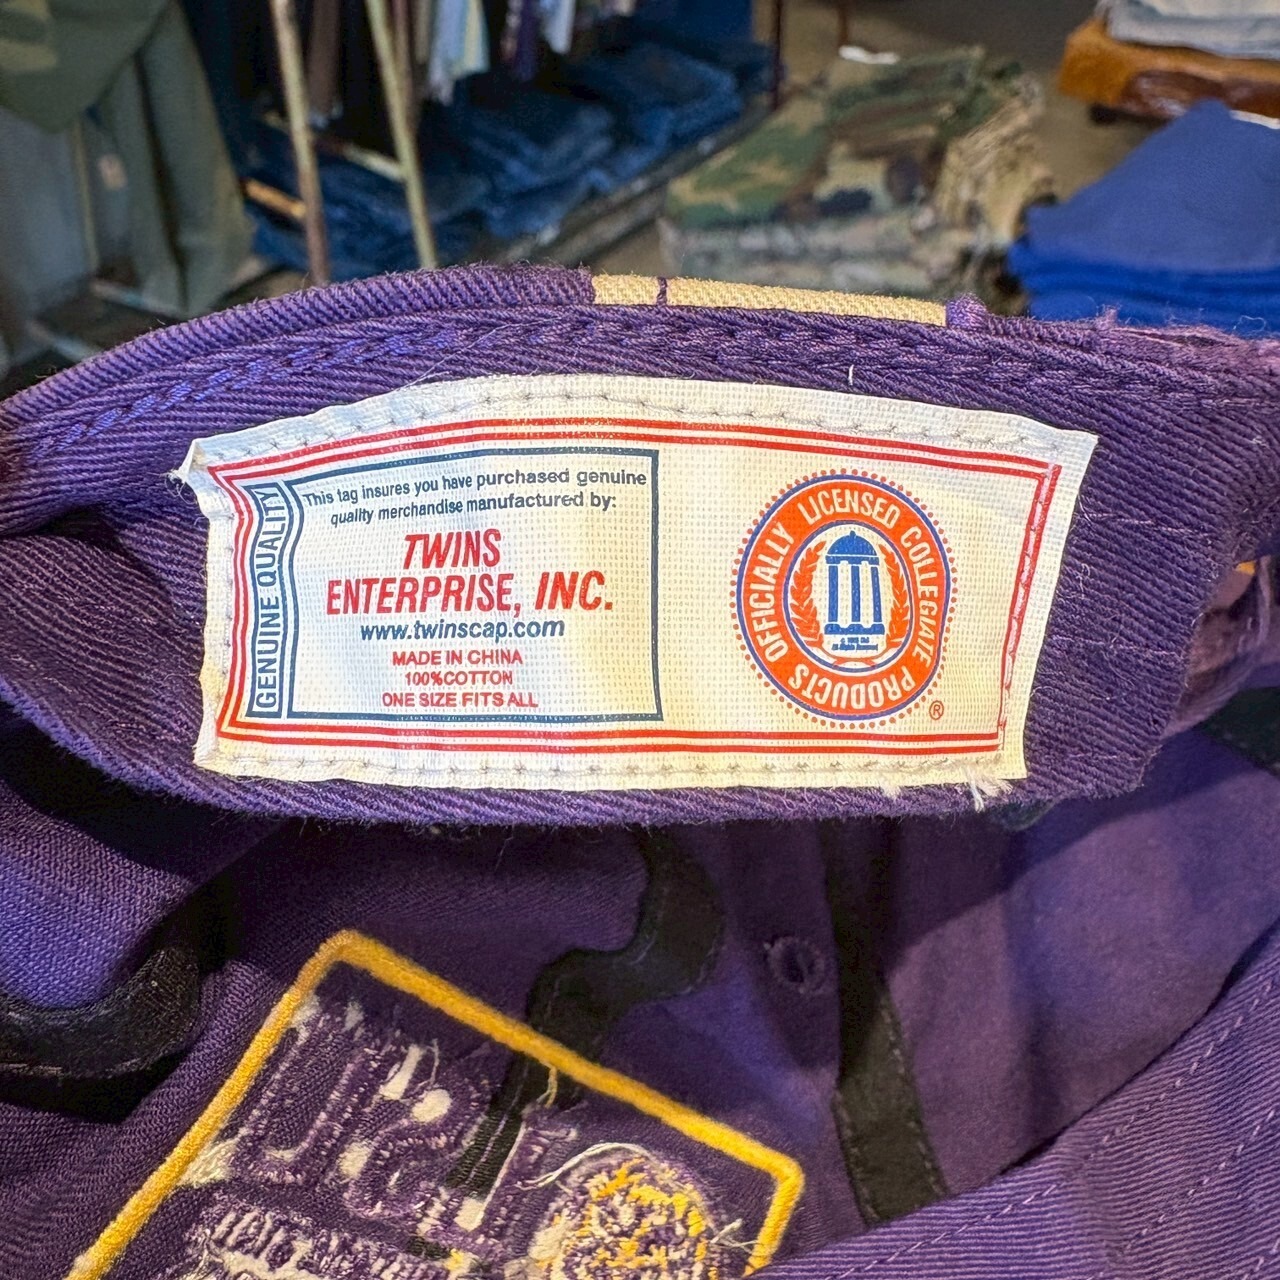 GENUINE QUALITY
This tag insures you have purchased genuine
quality merchandise manufactured by:
TWINS
ENTERPRISE, INC.
www.twinscap.com
MADE IN CHINA
100%COTTON
ONE SIZE FITS ALL
OFFICIALLY LICENSED COLLEGIATE PRODUCTS
®